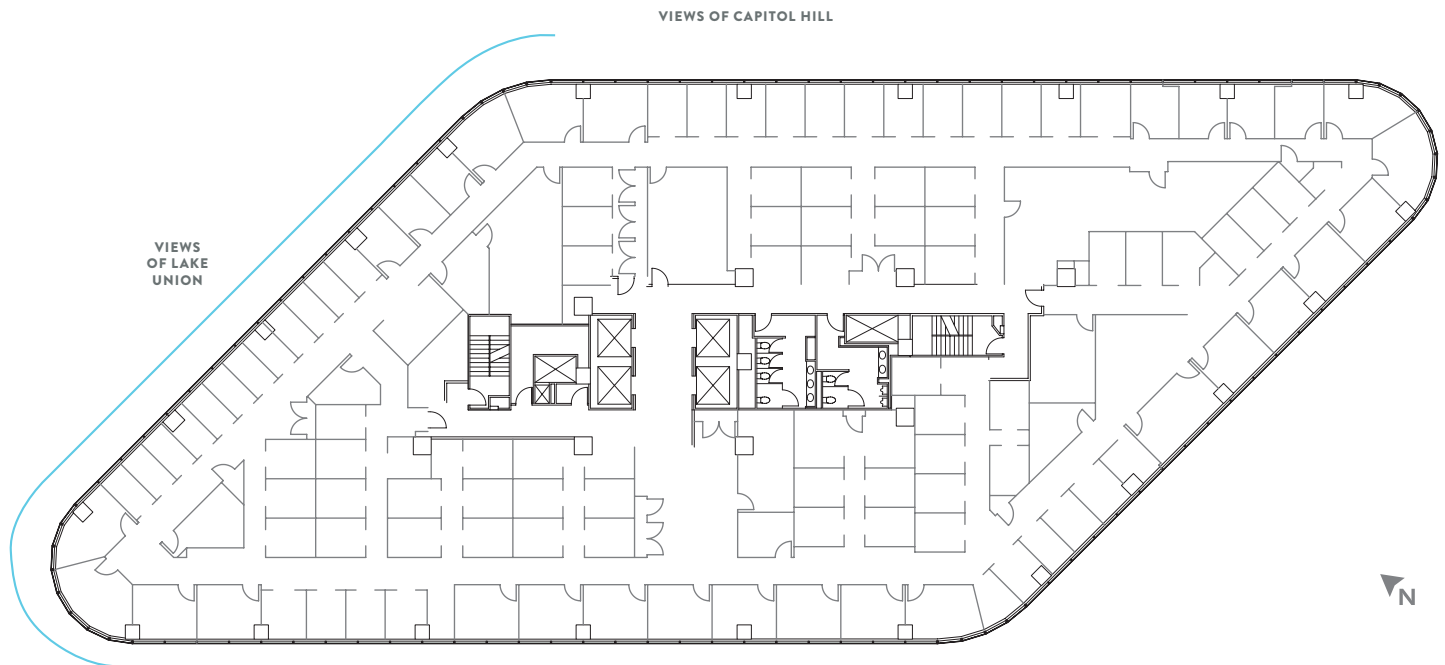 VIEWS OF CAPITOL HILL
VIEWS
OF LAKE
UNION
N